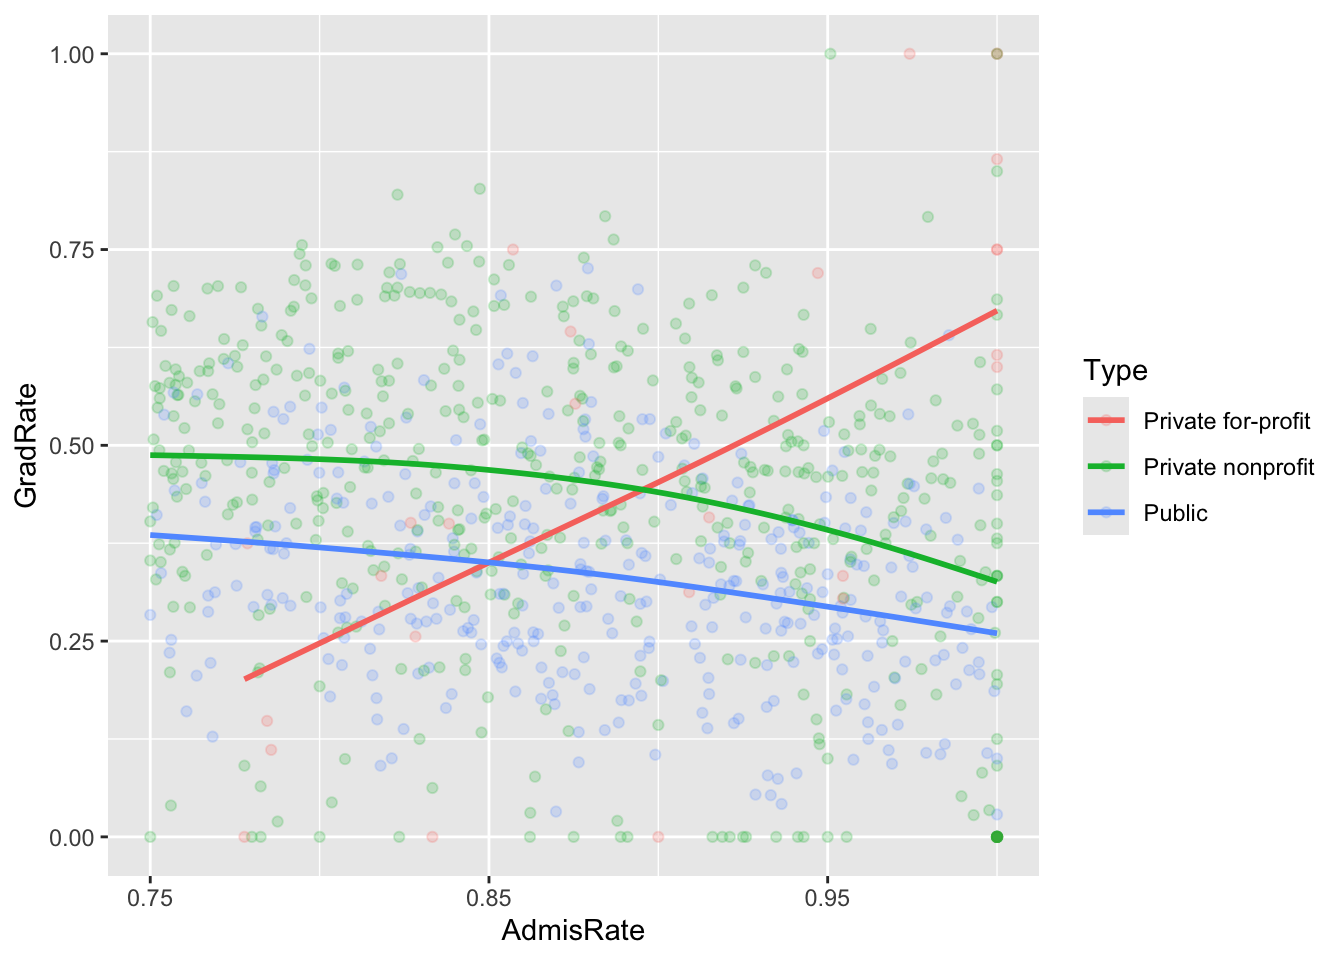 1.00
0.75
0.50
0.25
0.00
GradRate
0.75
0.85
0.95
AdmisRate
Type
Private for-profit
Private nonprofit
Public